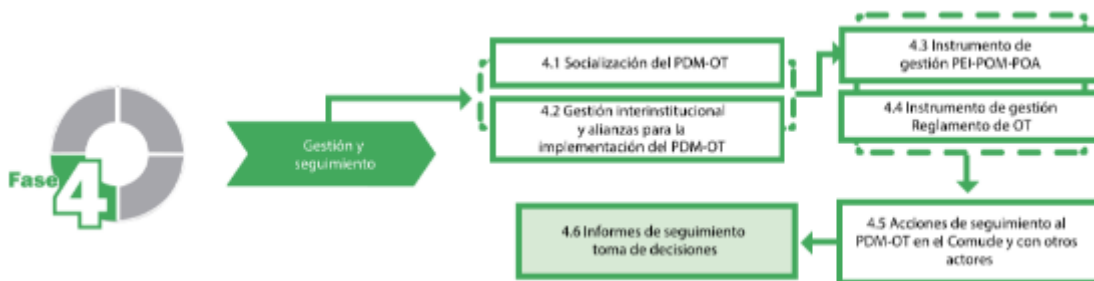 Fase 4
Gestión y
seguimiento
4.1 Socialización del PDM-OT
4.2 Gestión interinstitucional
y alianzas para la
implementación del PDM-OT
4.3 Instrumento de
gestión PEI-POM-POA
4.4 Instrumento de gestión
Reglamento de OT
4.5 Acciones de seguimiento al
PDM-OT en el Comude y con otros
actores
4.6 Informes de seguimiento
toma de decisiones